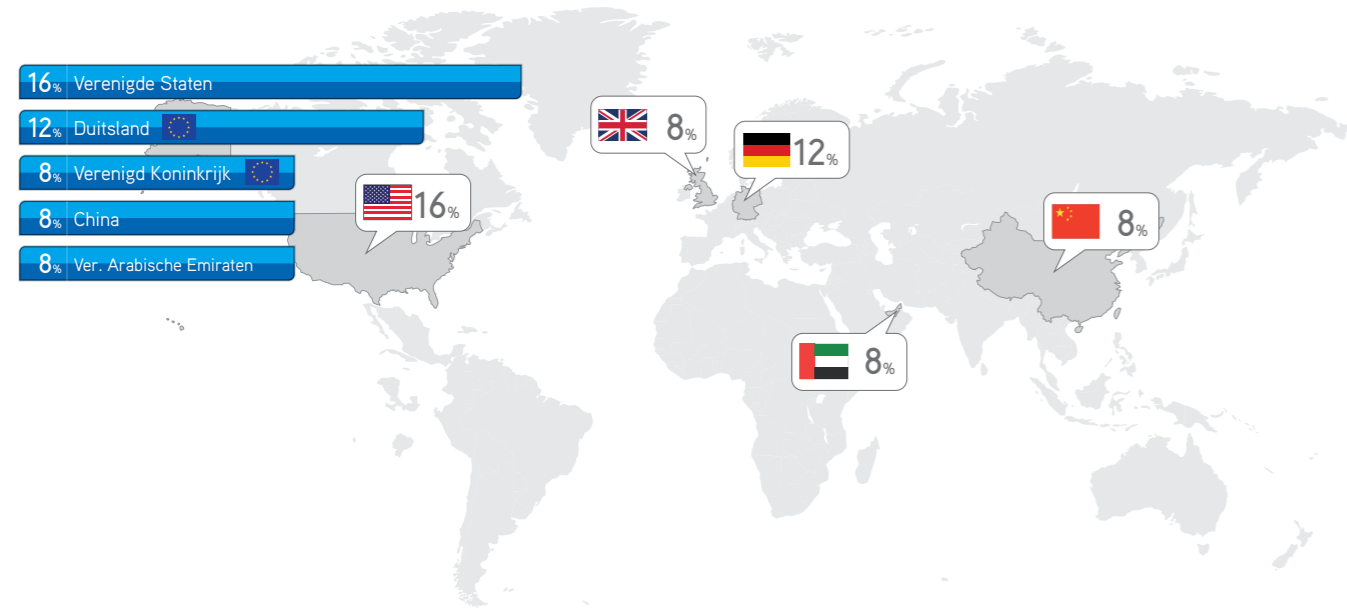 16% Verenigde Staten
12% Duitsland
8% Verenigd Koninkrijk
8% China
8% Ver. Arabische Emiraten
8%
12%
16%
8%
8%